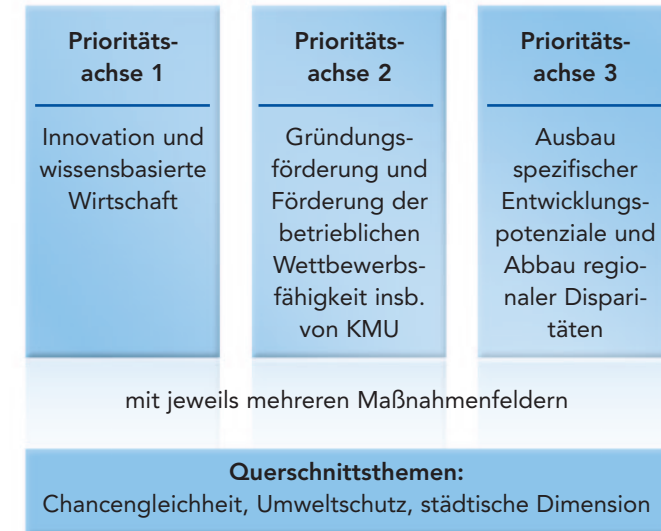 Prioritäts-
achse 1
Innovation und
wissensbasierte
Wirtschaft
Prioritäts-
achse 2
Gründungs-
förderung und
Förderung der
betrieblichen
Wettbewerbs-
fähigkeit insb.
von KMU
Prioritäts-
achse 3
Ausbau
spezifischer
Entwicklungs-
potenziale und
Abbau regio-
naler Dispari-
täten
mit jeweils mehreren Maßnahmenfeldern
Querschnittsthemen:
Chancengleichheit, Umweltschutz, städtische Dimension